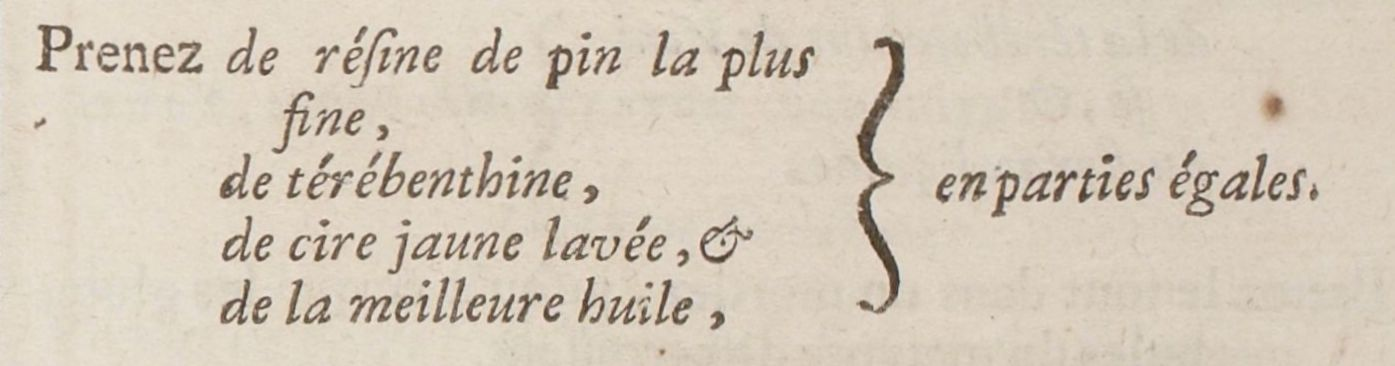 Prenez de réſine de pin la plus
fine,
de térébenthine,
de cire jaune lavée, &
de la meilleure huile,
} en parties égales.